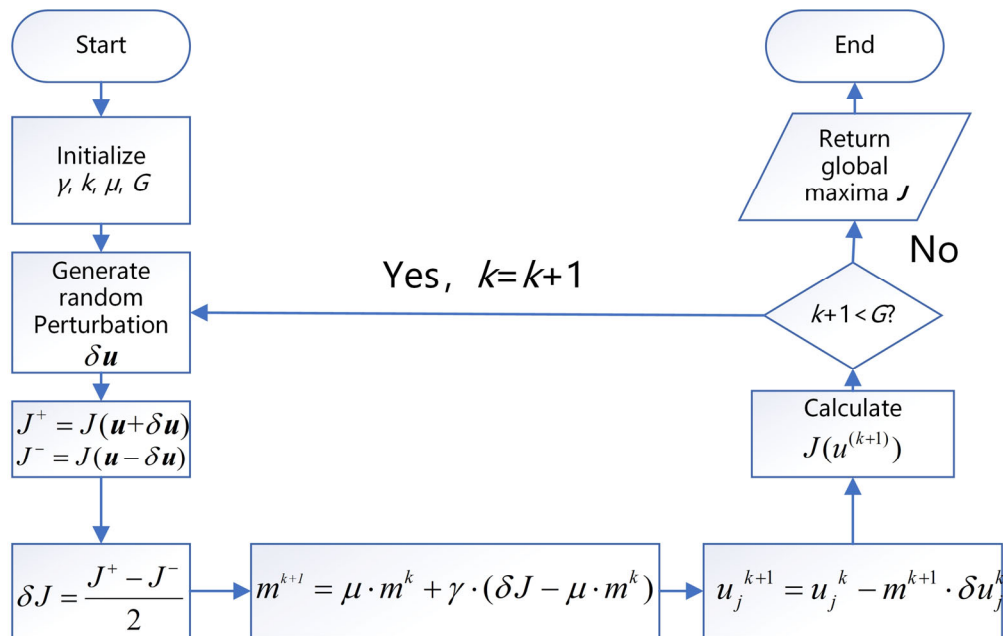 Start
Initialize
γ, k, μ, G
Generate
random
Perturbation
δu
J⁺ = J(u+δu)
J⁻ = J(u−δu)
δJ = (J⁺ − J⁻) / 2
m^{k+1} = μ·m^k + γ·(δJ − μ·m^k)
u_j^{k+1} = u_j^k − m^{k+1}·δu_j^k
Calculate
J(u^{(k+1)})
k+1<G?
Yes, k=k+1
No
Return
global
maxima J
End